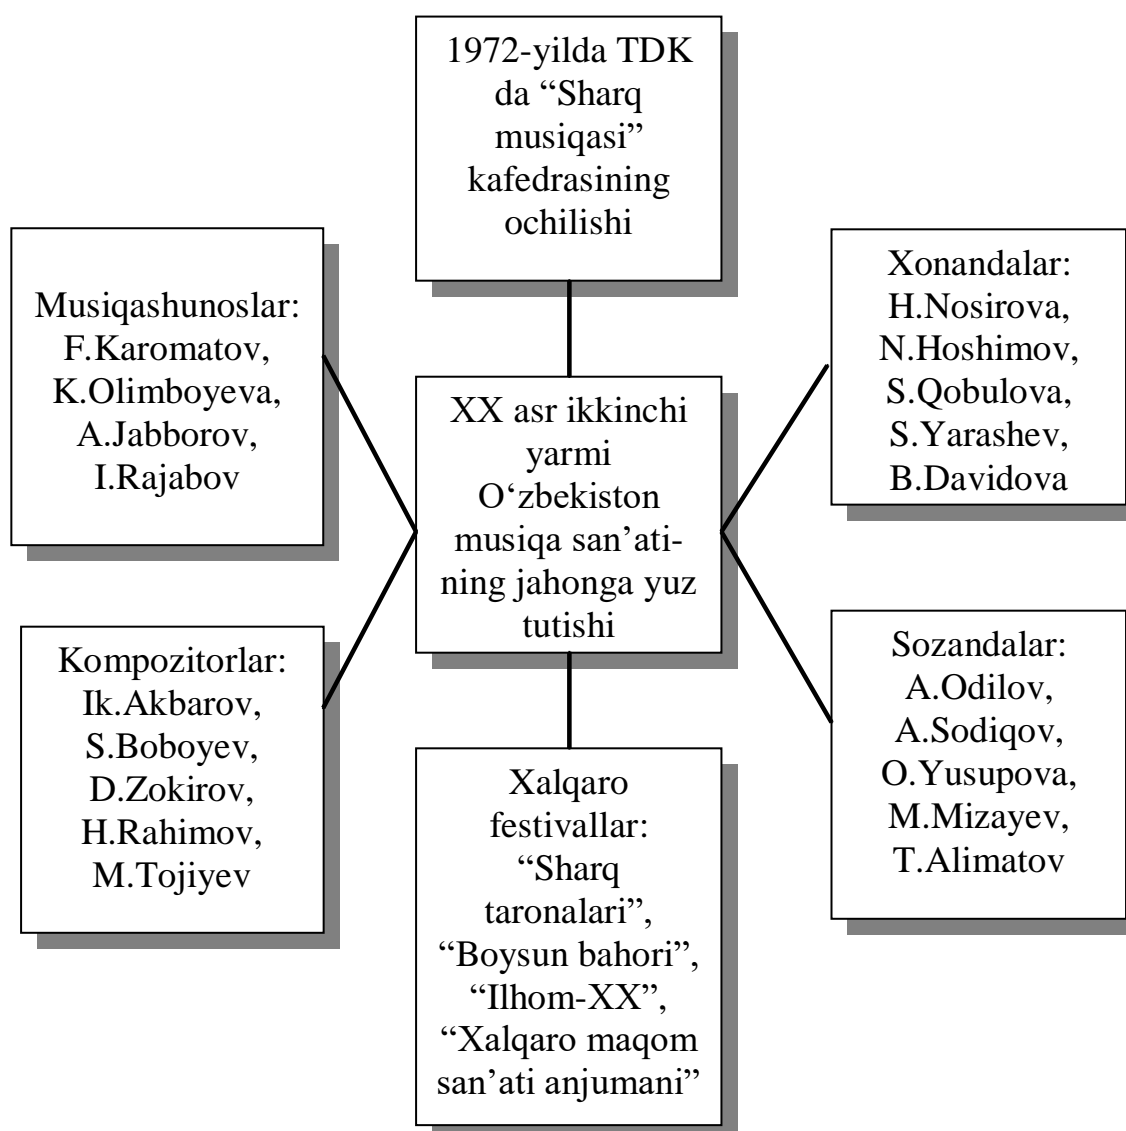 1972-yilda TDK
da “Sharq
musiqasi”
kafedrasining
ochilishi
Musiqashunoslar:
F.Karomatov,
K.Olimboyeva,
A.Jabborov,
I.Rajabov
Xonandalar:
H.Nosirova,
N.Hoshimov,
S.Qobulova,
S.Yarashev,
B.Davidova
XX asr ikkinchi
yarmi
O‘zbekiston
musiqa san’ati-
ning jahonga yuz
tutishi
Kompozitorlar:
Ik.Akbarov,
S.Boboyev,
D.Zokirov,
H.Rahimov,
M.Tojiyev
Sozandalar:
A.Odilov,
A.Sodiqov,
O.Yusupova,
M.Mizayev,
T.Alimatov
Xalqaro
festivallar:
“Sharq
taronalari”,
“Boysun bahori”,
“Ilhom-XX”,
“Xalqaro maqom
san’ati anjumani”